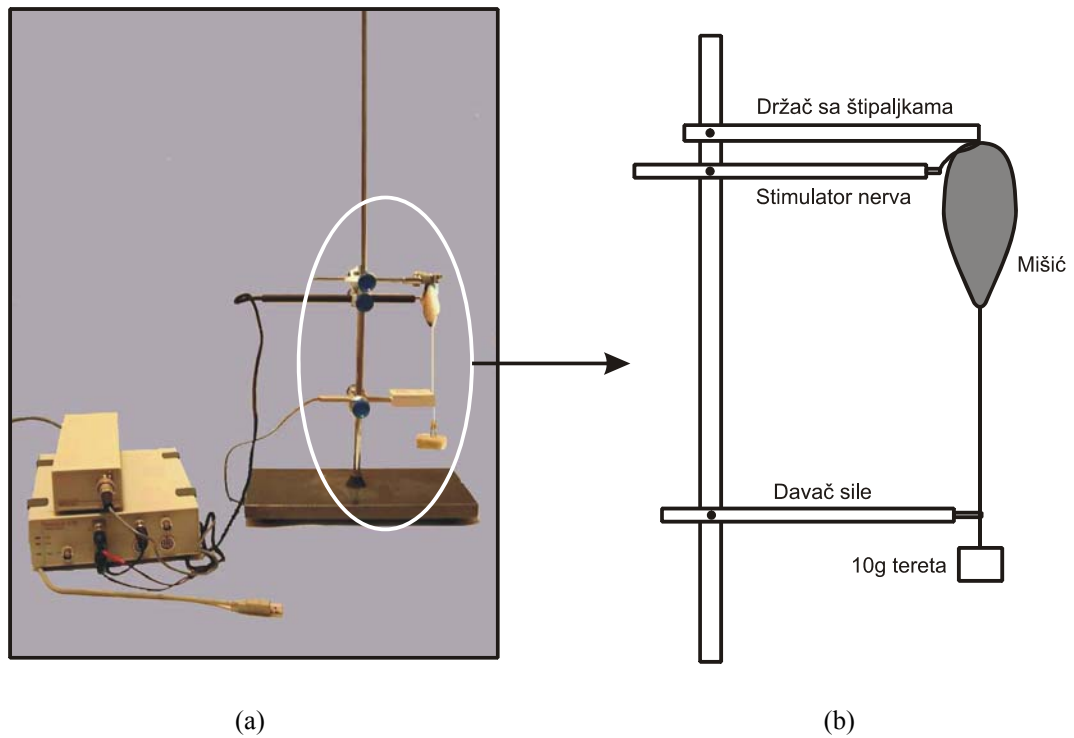 Držač sa štipaljkama
Stimulator nerva
Mišić
Davač sile
10g tereta
(a)
(b)